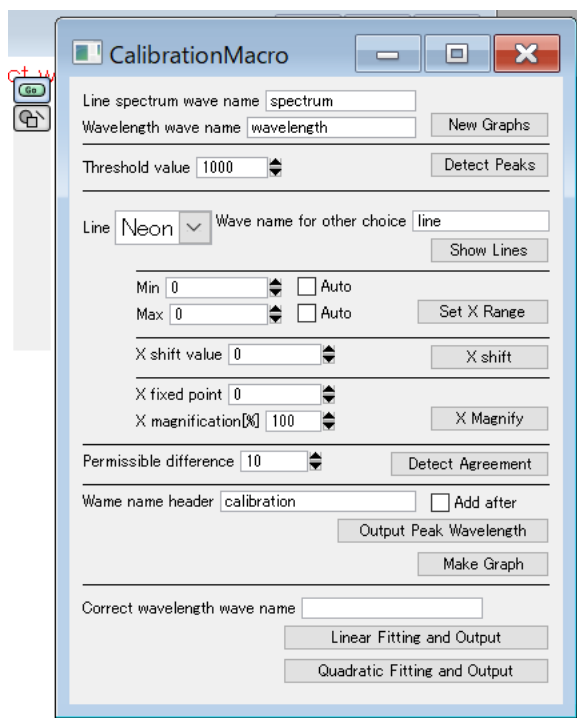 CalibrationMacro
ct w
Go
Line spectrum wave name spectrum
Wavelength wave name wavelength New Graphs
Threshold value 1000 Detect Peaks
Line Neon Wave name for other choice line
Show Lines
Min 0 Auto
Max 0 Auto Set X Range
X shift value 0 X shift
X fixed point 0
X magnification[%] 100 X Magnify
Permissible difference 10 Detect Agreement
Wame name header calibration Add after
Output Peak Wavelength
Make Graph
Correct wavelength wave name
Linear Fitting and Output
Quadratic Fitting and Output